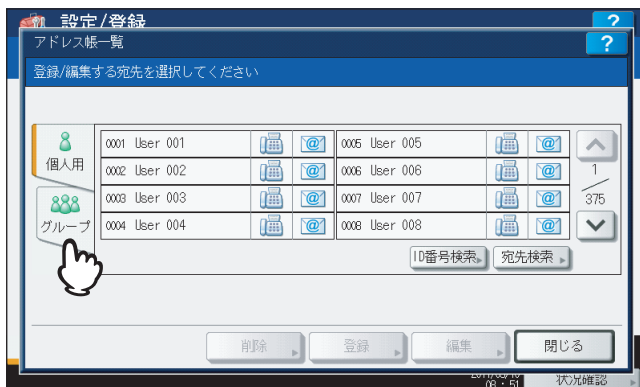 設定/登録 ?
アドレス帳一覧 ?
登録/編集する宛先を選択してください
個人用
グループ
0001 User 001
0002 User 002
0003 User 003
0004 User 004
0005 User 005
0006 User 006
0007 User 007
0008 User 008
1
375
ID番号検索
宛先検索
削除
登録
編集
閉じる
08:51
状況確認